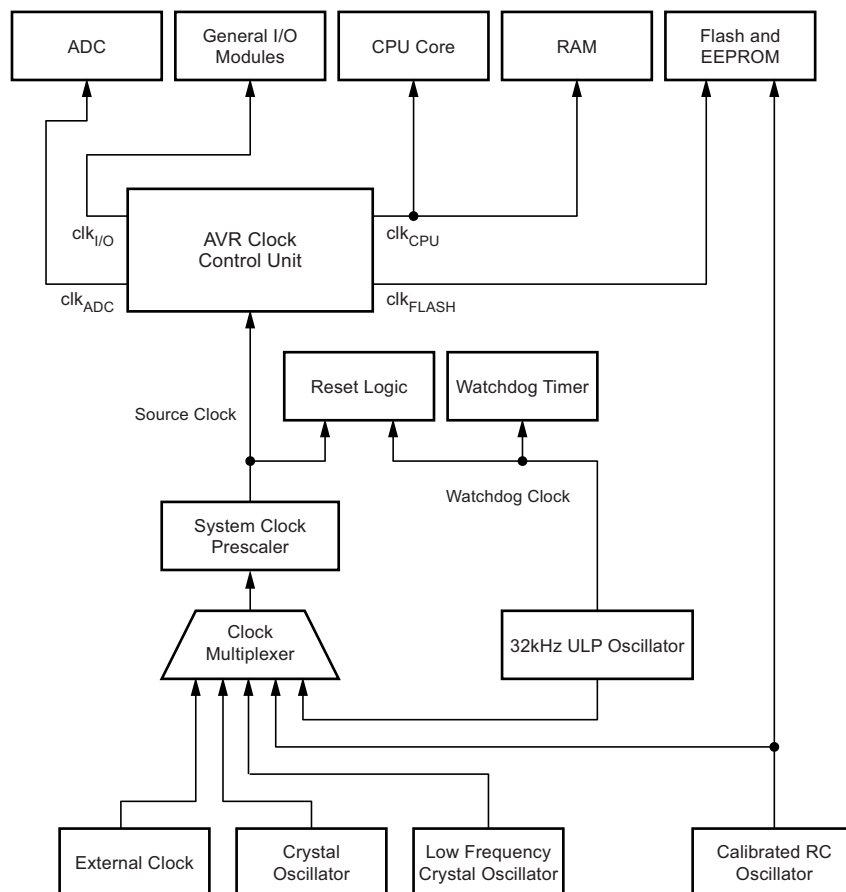 ADC
General I/O
Modules
CPU Core
RAM
Flash and
EEPROM
clkI/O
AVR Clock
Control Unit
clkCPU
clkADC
clkFLASH
Reset Logic
Watchdog Timer
Source Clock
Watchdog Clock
System Clock
Prescaler
Clock
Multiplexer
32kHz ULP Oscillator
External Clock
Crystal
Oscillator
Low Frequency
Crystal Oscillator
Calibrated RC
Oscillator